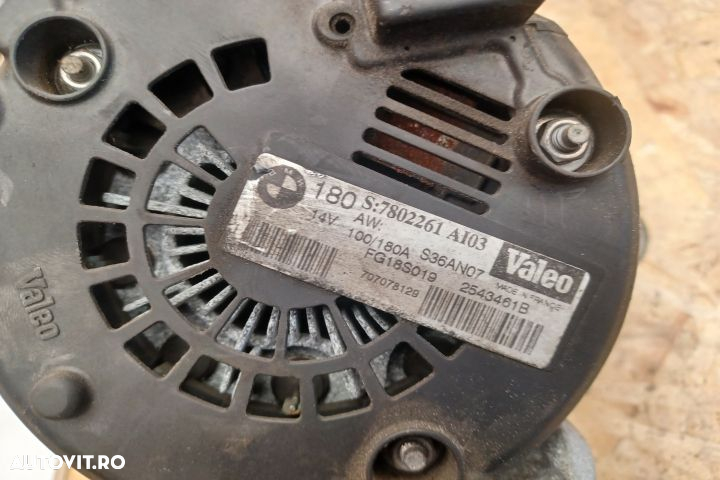 180 S:7802261 AI03
AW:
14V 100/180A S36AN07
FG18S019
707078129 2543461B
Valeo
MADE IN FRANCE
Valeo
AUTOVIT.RO